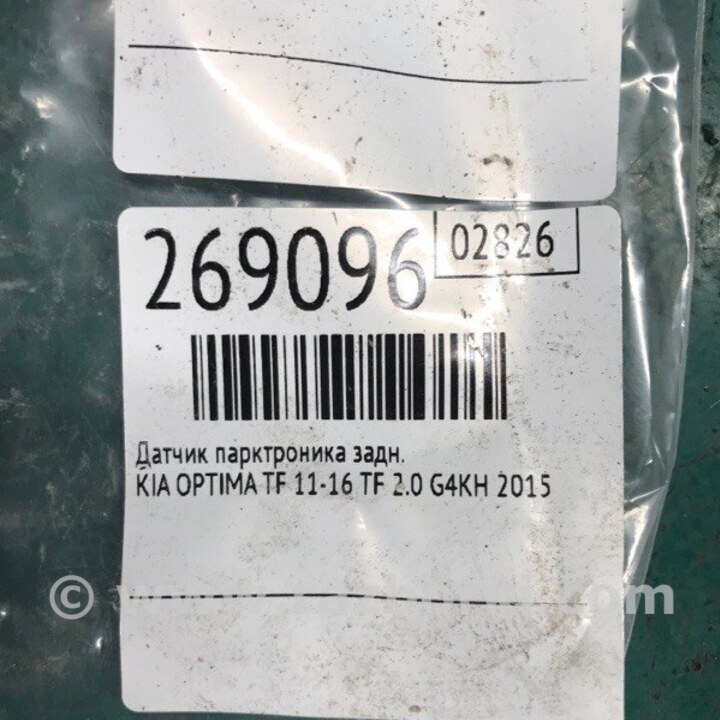 269096
02826
Датчик парктроника задн.
KIA OPTIMA TF 11-16 TF 2.0 G4KH 2015